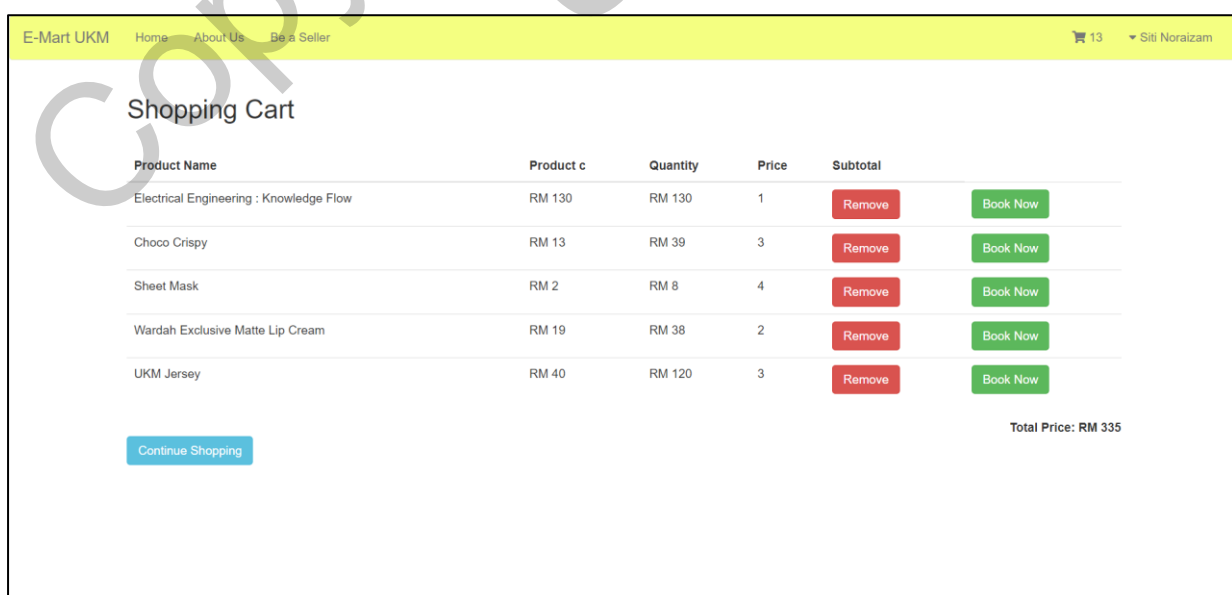 E-Mart UKM Home About Us Be a Seller 13 Siti Noraizam
Shopping Cart
Product Name Product c Quantity Price Subtotal
Electrical Engineering : Knowledge Flow RM 130 RM 130 1 Remove Book Now
Choco Crispy RM 13 RM 39 3 Remove Book Now
Sheet Mask RM 2 RM 8 4 Remove Book Now
Wardah Exclusive Matte Lip Cream RM 19 RM 38 2 Remove Book Now
UKM Jersey RM 40 RM 120 3 Remove Book Now
Total Price: RM 335
Continue Shopping